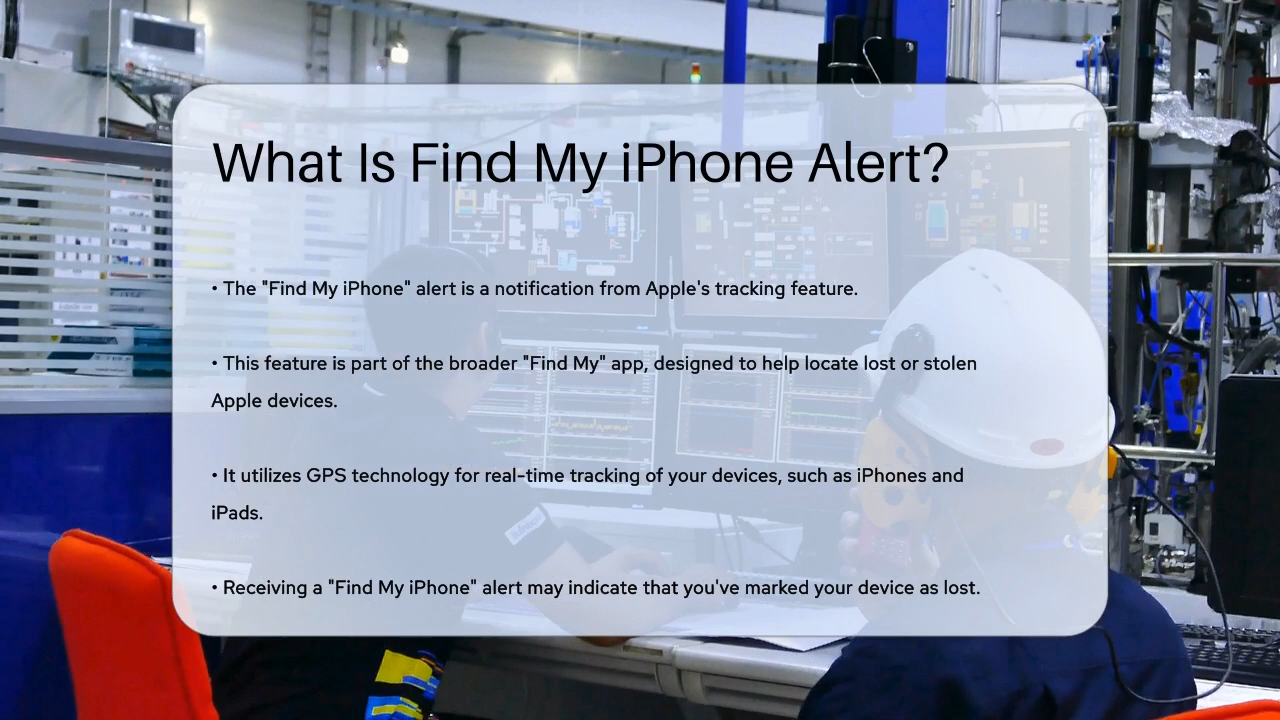 What Is Find My iPhone Alert?
• The "Find My iPhone" alert is a notification from Apple's tracking feature.
• This feature is part of the broader "Find My" app, designed to help locate lost or stolen
Apple devices.
• It utilizes GPS technology for real-time tracking of your devices, such as iPhones and
iPads.
• Receiving a "Find My iPhone" alert may indicate that you've marked your device as lost.